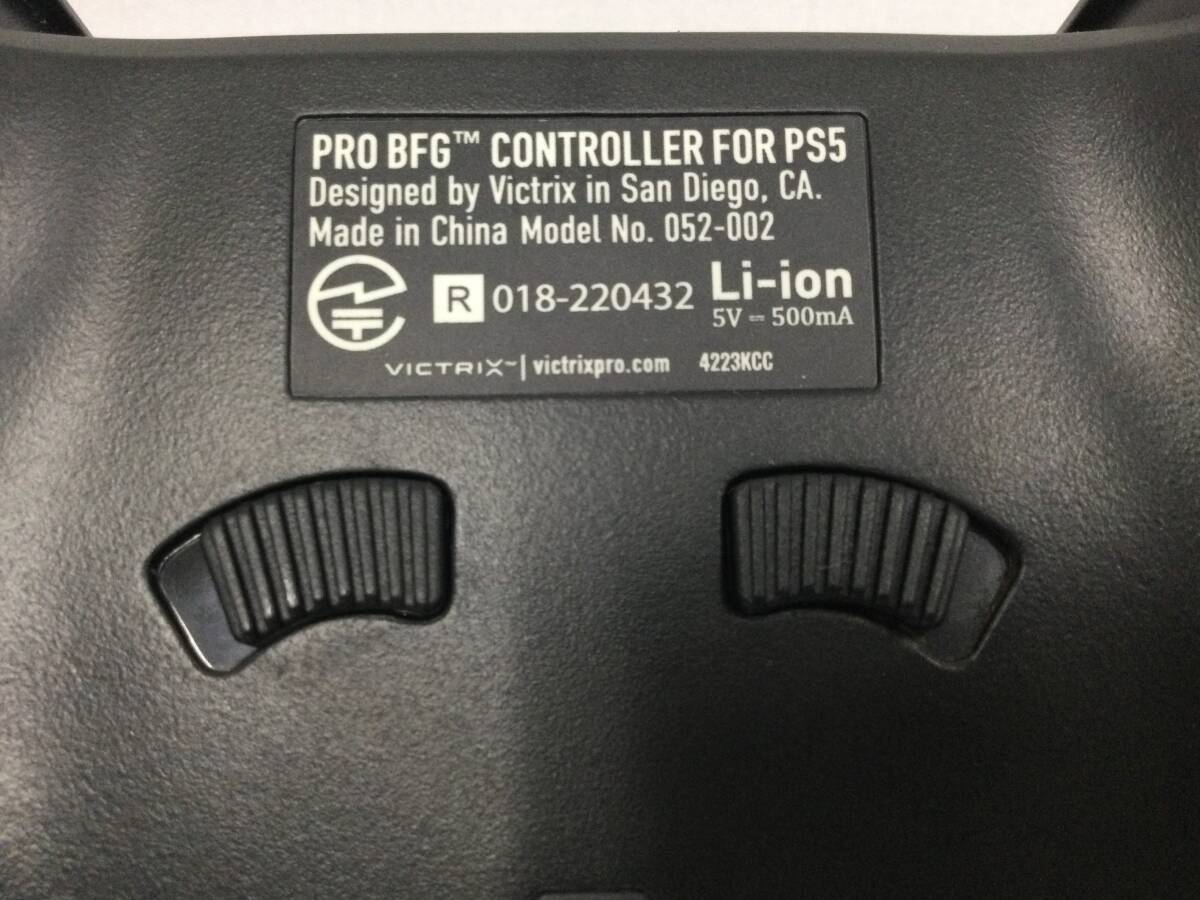 PRO BFG™ CONTROLLER FOR PS5
Designed by Victrix in San Diego, CA.
Made in China Model No. 052-002
R 018-220432 Li-ion
5V ⎓ 500mA
VICTRIX™ | victrixpro.com 4223KCC